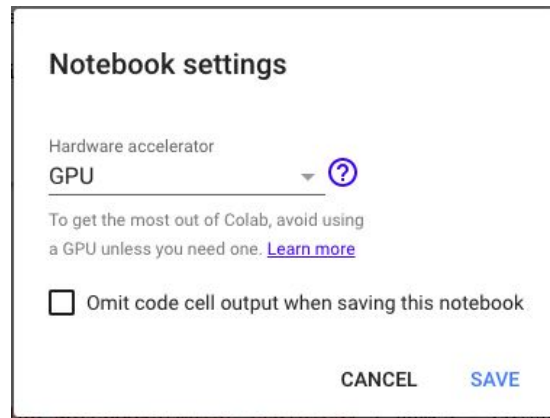 Notebook settings
Hardware accelerator
GPU
To get the most out of Colab, avoid using
a GPU unless you need one. Learn more
Omit code cell output when saving this notebook
CANCEL SAVE